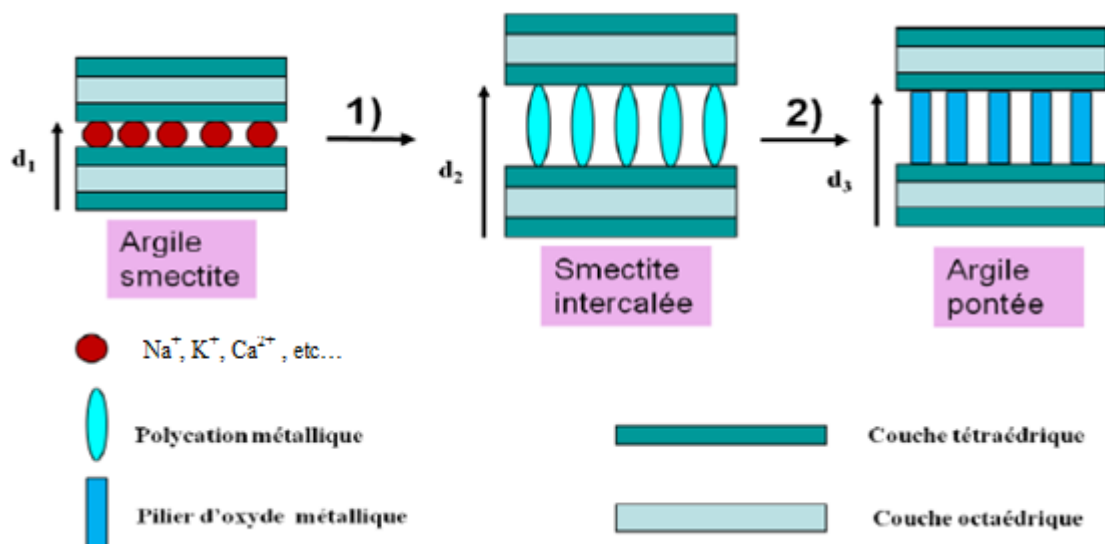 1)
2)
d1
d2
d3
Argile
smectite
Smectite
intercalée
Argile
pontée
Na+, K+, Ca2+ , etc...
Polycation métallique
Couche tétraédrique
Pilier d'oxyde métallique
Couche octaédrique